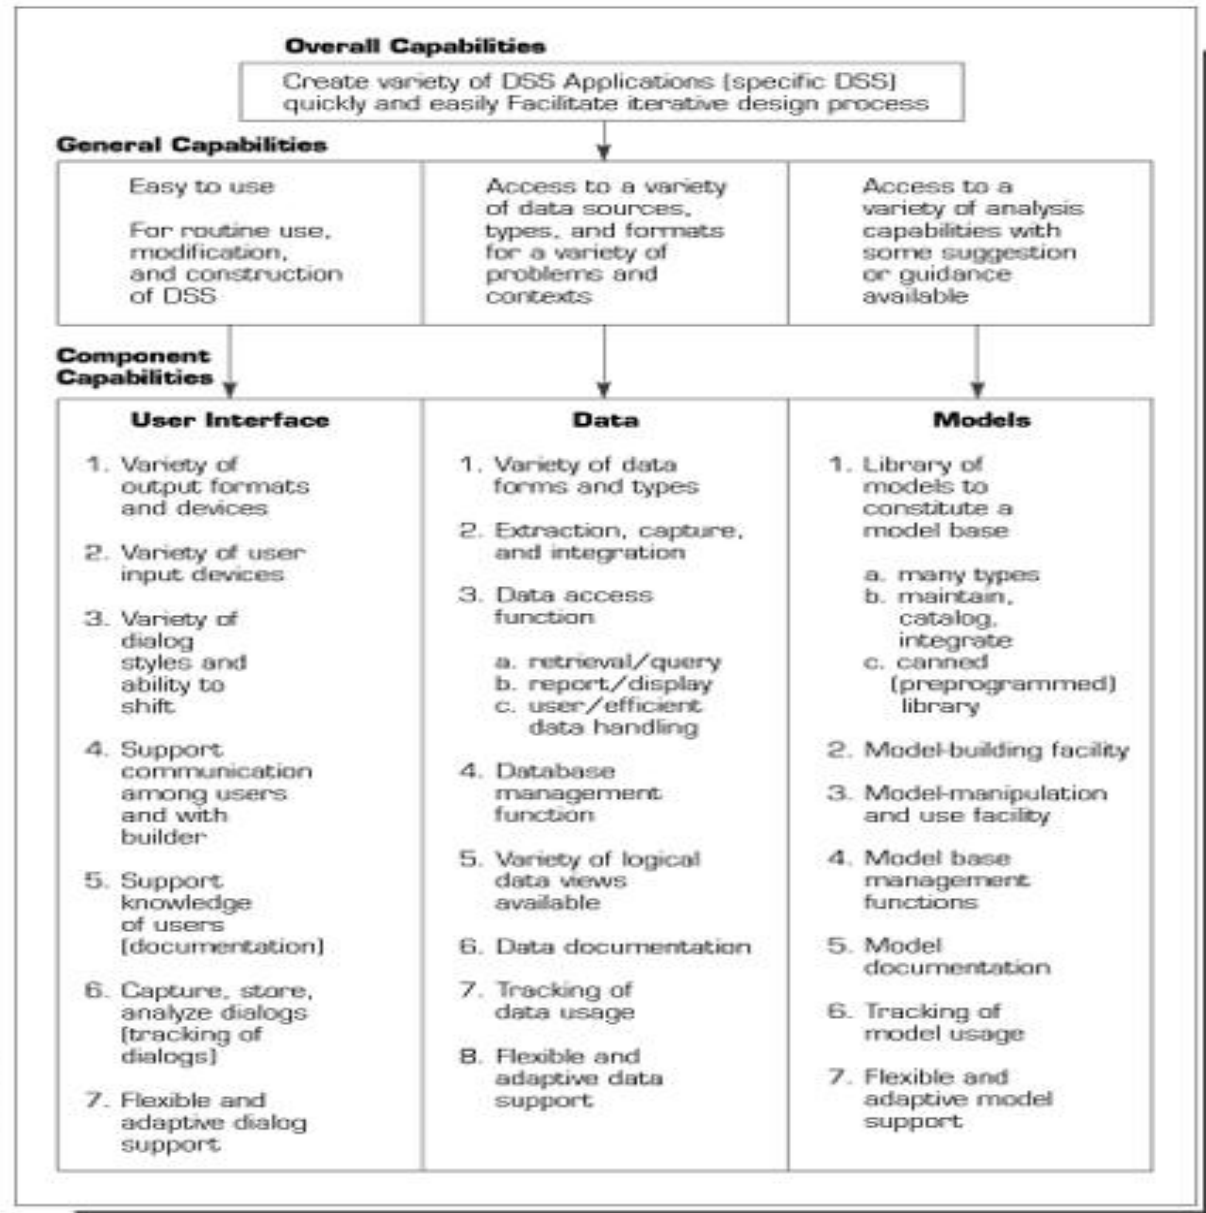 Overall Capabilities
Create variety of DSS Applications (specific DSS)
quickly and easily Facilitate iterative design process
General Capabilities
Easy to use
For routine use,
modification,
and construction
of DSS
Access to a variety
of data sources,
types, and formats
for a variety of
problems and
contexts
Access to a
variety of analysis
capabilities with
some suggestion
or guidance
available
Component
Capabilities
User Interface
1. Variety of
output formats
and devices
2. Variety of user
input devices
3. Variety of
dialog
styles and
ability to
shift
4. Support
communication
among users
and with
builder
5. Support
knowledge
of users
(documentation)
6. Capture, store,
analyze dialogs
(tracking of
dialogs)
7. Flexible and
adaptive dialog
support
Data
1. Variety of data
forms and types
2. Extraction, capture,
and integration
3. Data access
function
a. retrieval/query
b. report/display
c. user/efficient
data handling
4. Database
management
function
5. Variety of logical
data views
available
6. Data documentation
7. Tracking of
data usage
8. Flexible and
adaptive data
support
Models
1. Library of
models to
constitute a
model base
a. many types
b. maintain,
catalog,
integrate
c. canned
(preprogrammed)
library
2. Model-building facility
3. Model-manipulation
and use facility
4. Model base
management
functions
5. Model
documentation
6. Tracking of
model usage
7. Flexible and
adaptive model
support